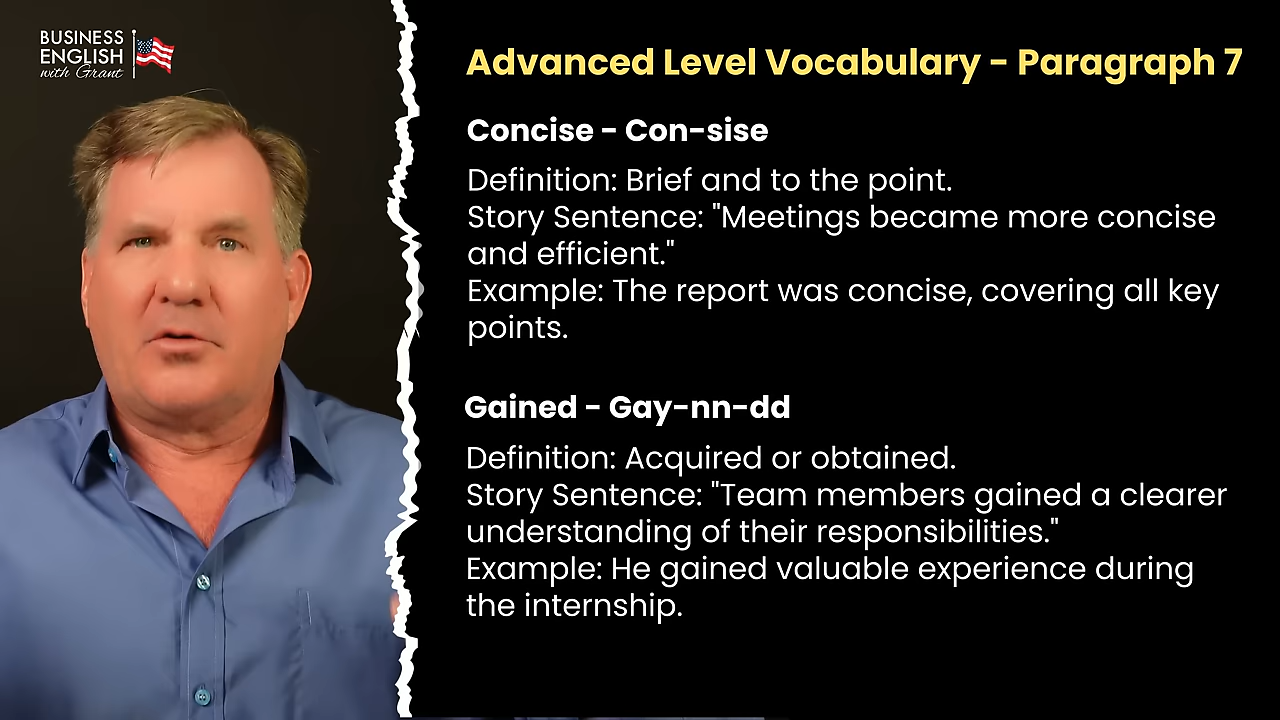 BUSINESS
ENGLISH
with Grant
Advanced Level Vocabulary - Paragraph 7
Concise - Con-sise
Definition: Brief and to the point.
Story Sentence: "Meetings became more concise
and efficient."
Example: The report was concise, covering all key
points.
Gained - Gay-nn-dd
Definition: Acquired or obtained.
Story Sentence: "Team members gained a clearer
understanding of their responsibilities."
Example: He gained valuable experience during
the internship.